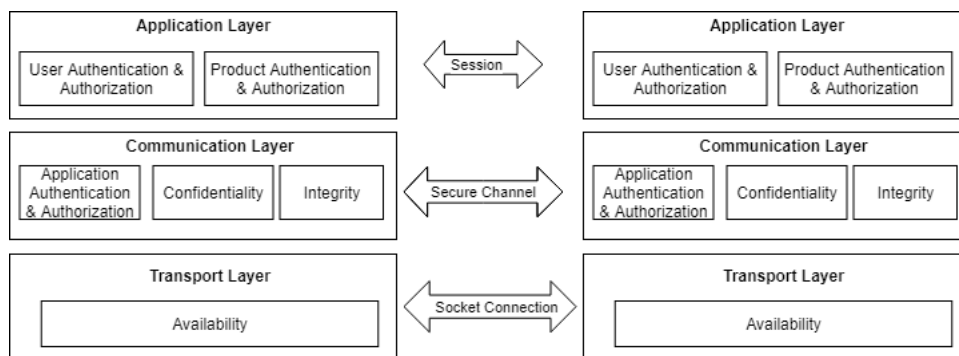 Application Layer
User Authentication &
Authorization
Product Authentication
& Authorization
Session
Application Layer
User Authentication &
Authorization
Product Authentication
& Authorization
Communication Layer
Application
Authentication
& Authorization
Confidentiality
Integrity
Secure Channel
Communication Layer
Application
Authentication
& Authorization
Confidentiality
Integrity
Transport Layer
Availability
Socket Connection
Transport Layer
Availability